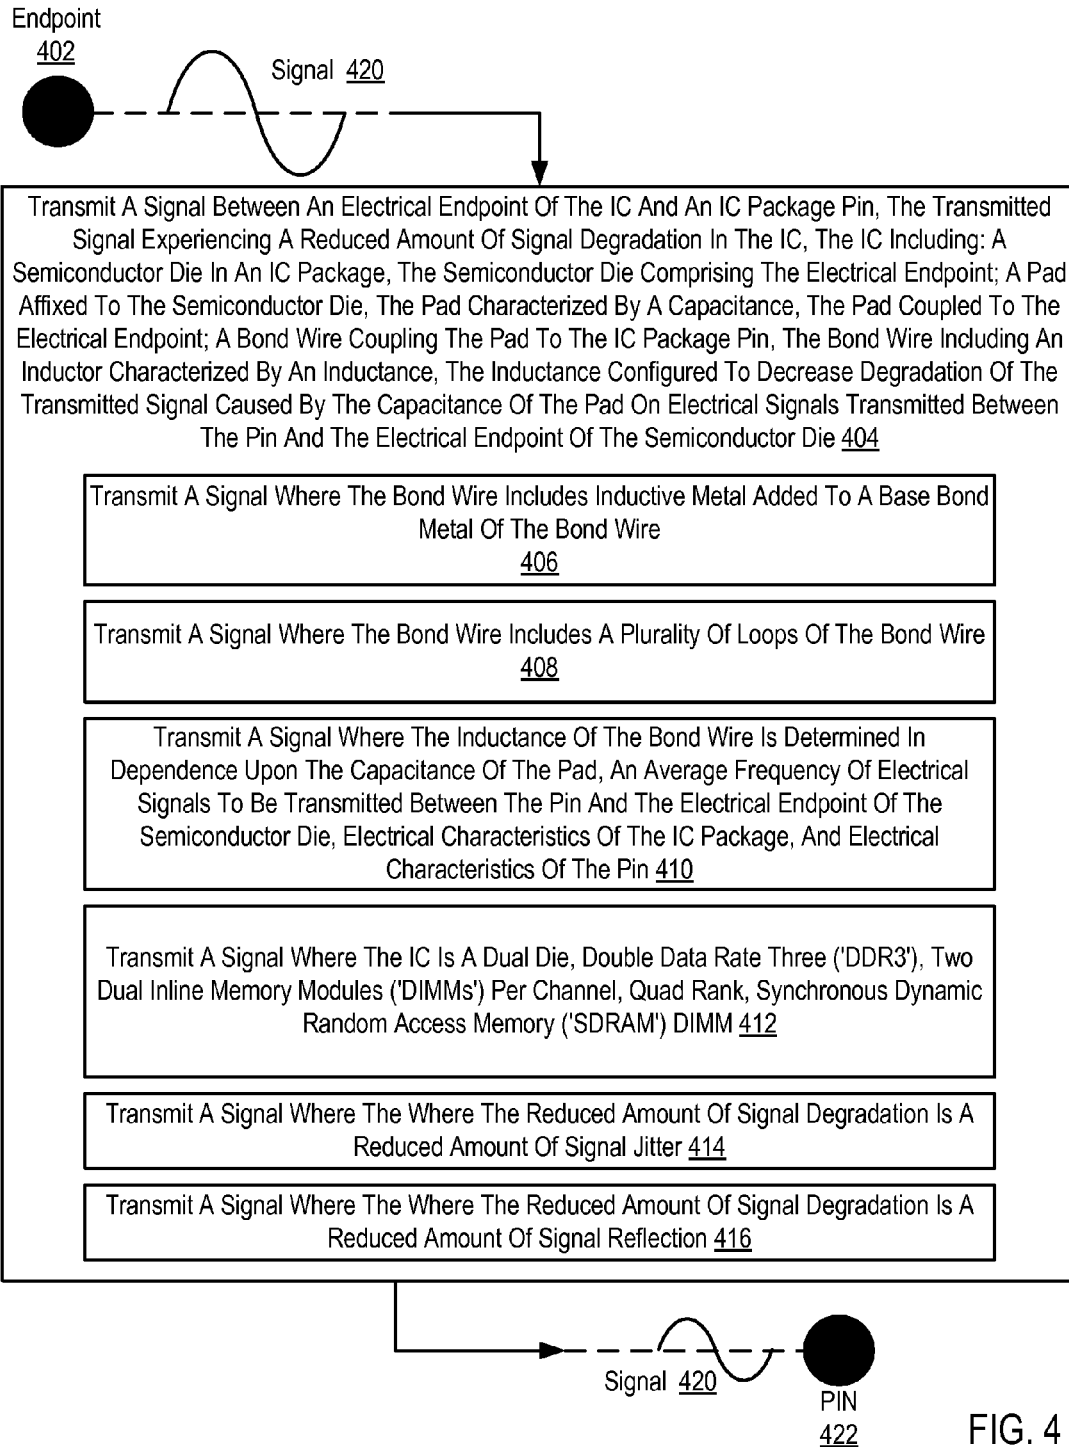 Endpoint
402
Signal 420
Transmit A Signal Between An Electrical Endpoint Of The IC And An IC Package Pin, The Transmitted
Signal Experiencing A Reduced Amount Of Signal Degradation In The IC, The IC Including: A
Semiconductor Die In An IC Package, The Semiconductor Die Comprising The Electrical Endpoint; A Pad
Affixed To The Semiconductor Die, The Pad Characterized By A Capacitance, The Pad Coupled To The
Electrical Endpoint; A Bond Wire Coupling The Pad To The IC Package Pin, The Bond Wire Including An
Inductor Characterized By An Inductance, The Inductance Configured To Decrease Degradation Of The
Transmitted Signal Caused By The Capacitance Of The Pad On Electrical Signals Transmitted Between
The Pin And The Electrical Endpoint Of The Semiconductor Die 404
Transmit A Signal Where The Bond Wire Includes Inductive Metal Added To A Base Bond
Metal Of The Bond Wire
406
Transmit A Signal Where The Bond Wire Includes A Plurality Of Loops Of The Bond Wire
408
Transmit A Signal Where The Inductance Of The Bond Wire Is Determined In
Dependence Upon The Capacitance Of The Pad, An Average Frequency Of Electrical
Signals To Be Transmitted Between The Pin And The Electrical Endpoint Of The
Semiconductor Die, Electrical Characteristics Of The IC Package, And Electrical
Characteristics Of The Pin 410
Transmit A Signal Where The IC Is A Dual Die, Double Data Rate Three ('DDR3'), Two
Dual Inline Memory Modules ('DIMMs') Per Channel, Quad Rank, Synchronous Dynamic
Random Access Memory ('SDRAM') DIMM 412
Transmit A Signal Where The Where The Reduced Amount Of Signal Degradation Is A
Reduced Amount Of Signal Jitter 414
Transmit A Signal Where The Where The Reduced Amount Of Signal Degradation Is A
Reduced Amount Of Signal Reflection 416
Signal 420
PIN
422
FIG. 4